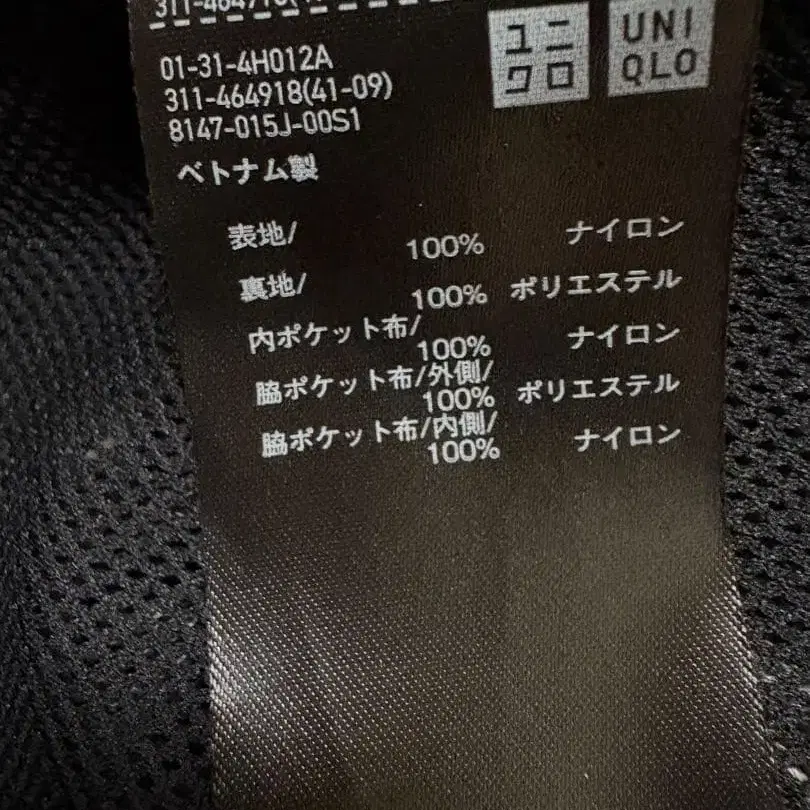 ユニ
クロ
UNI
QLO
01-31-4H012A
311-464918(41-09)
8147-015J-00S1
ベトナム製
表地/
100% ナイロン
裏地/
100% ポリエステル
内ポケット布/
100% ナイロン
脇ポケット布/外側/
100% ポリエステル
脇ポケット布/内側/
100% ナイロン